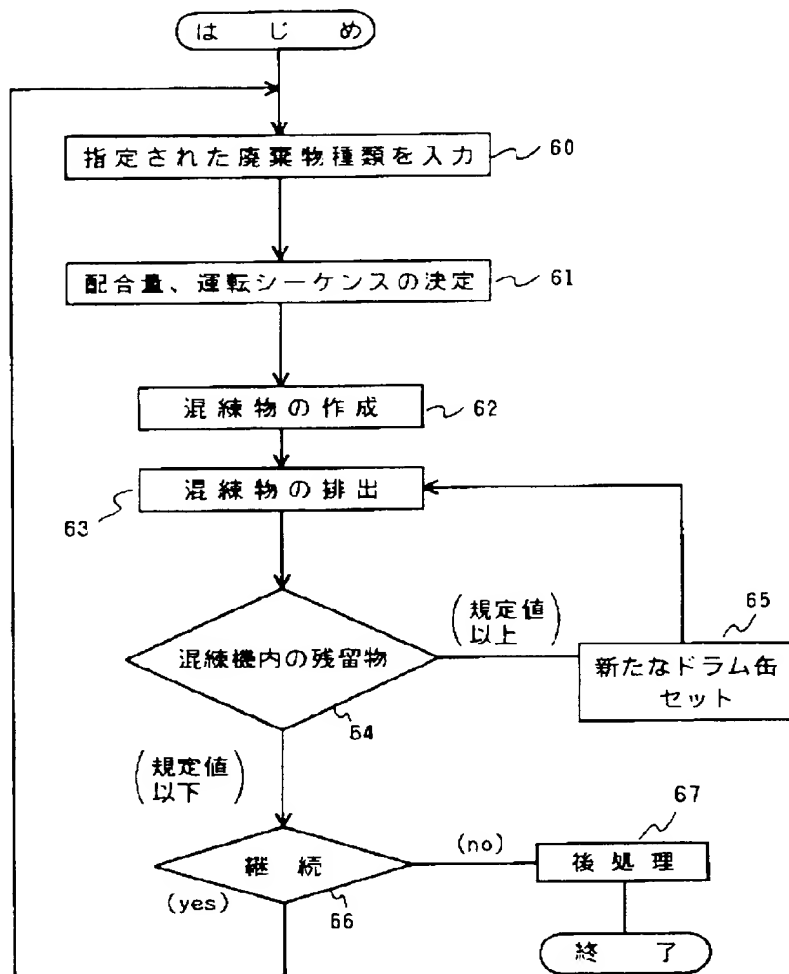 はじめ
指定された廃棄物種類を入力
60
配合量、運転シーケンスの決定
61
混練物の作成
62
混練物の排出
63
混練機内の残留物
64
(規定値
以上)
65
新たなドラム缶
セット
(規定値
以下)
継続
66
(yes)
(no)
67
後処理
終了